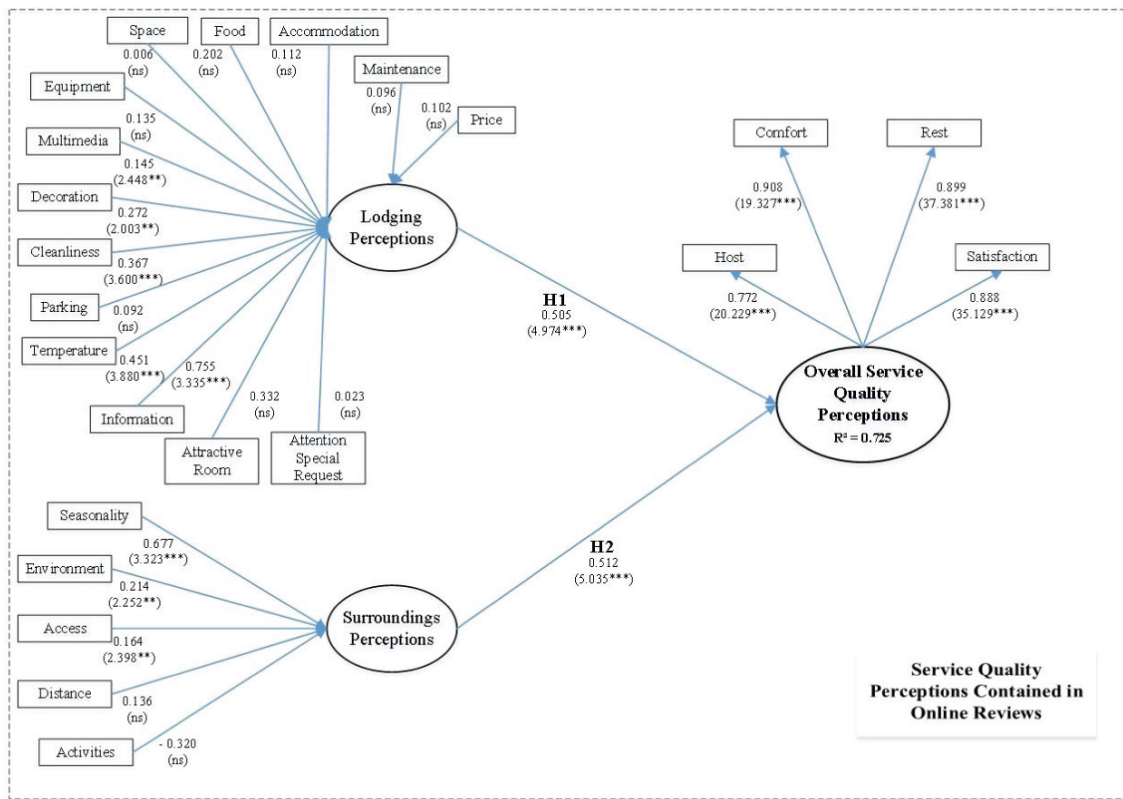 Space
Food
Accommodation
0.006
(ns)
0.202
(ns)
0.112
(ns)
Maintenance
0.096
(ns)
0.102
(ns)
Price
Equipment
0.135
(ns)
Multimedia
0.145
(2.448**)
Decoration
0.272
(2.003**)
Cleanliness
0.367
(3.600***)
Parking
0.092
(ns)
Temperature
0.451
(3.880***)
0.755
(3.335***)
Information
0.332
(ns)
Attractive
Room
0.023
(ns)
Attention
Special
Request
Lodging
Perceptions
Comfort
Rest
0.908
(19.327***)
0.899
(37.381***)
Host
Satisfaction
0.772
(20.229***)
0.888
(35.129***)
H1
0.505
(4.974***)
Overall Service
Quality
Perceptions
R² = 0.725
Seasonality
0.677
(3.323***)
Environment
0.214
(2.252**)
Access
0.164
(2.398**)
Distance
0.136
(ns)
Activities
- 0.320
(ns)
Surroundings
Perceptions
H2
0.512
(5.035***)
Service Quality
Perceptions Contained in
Online Reviews